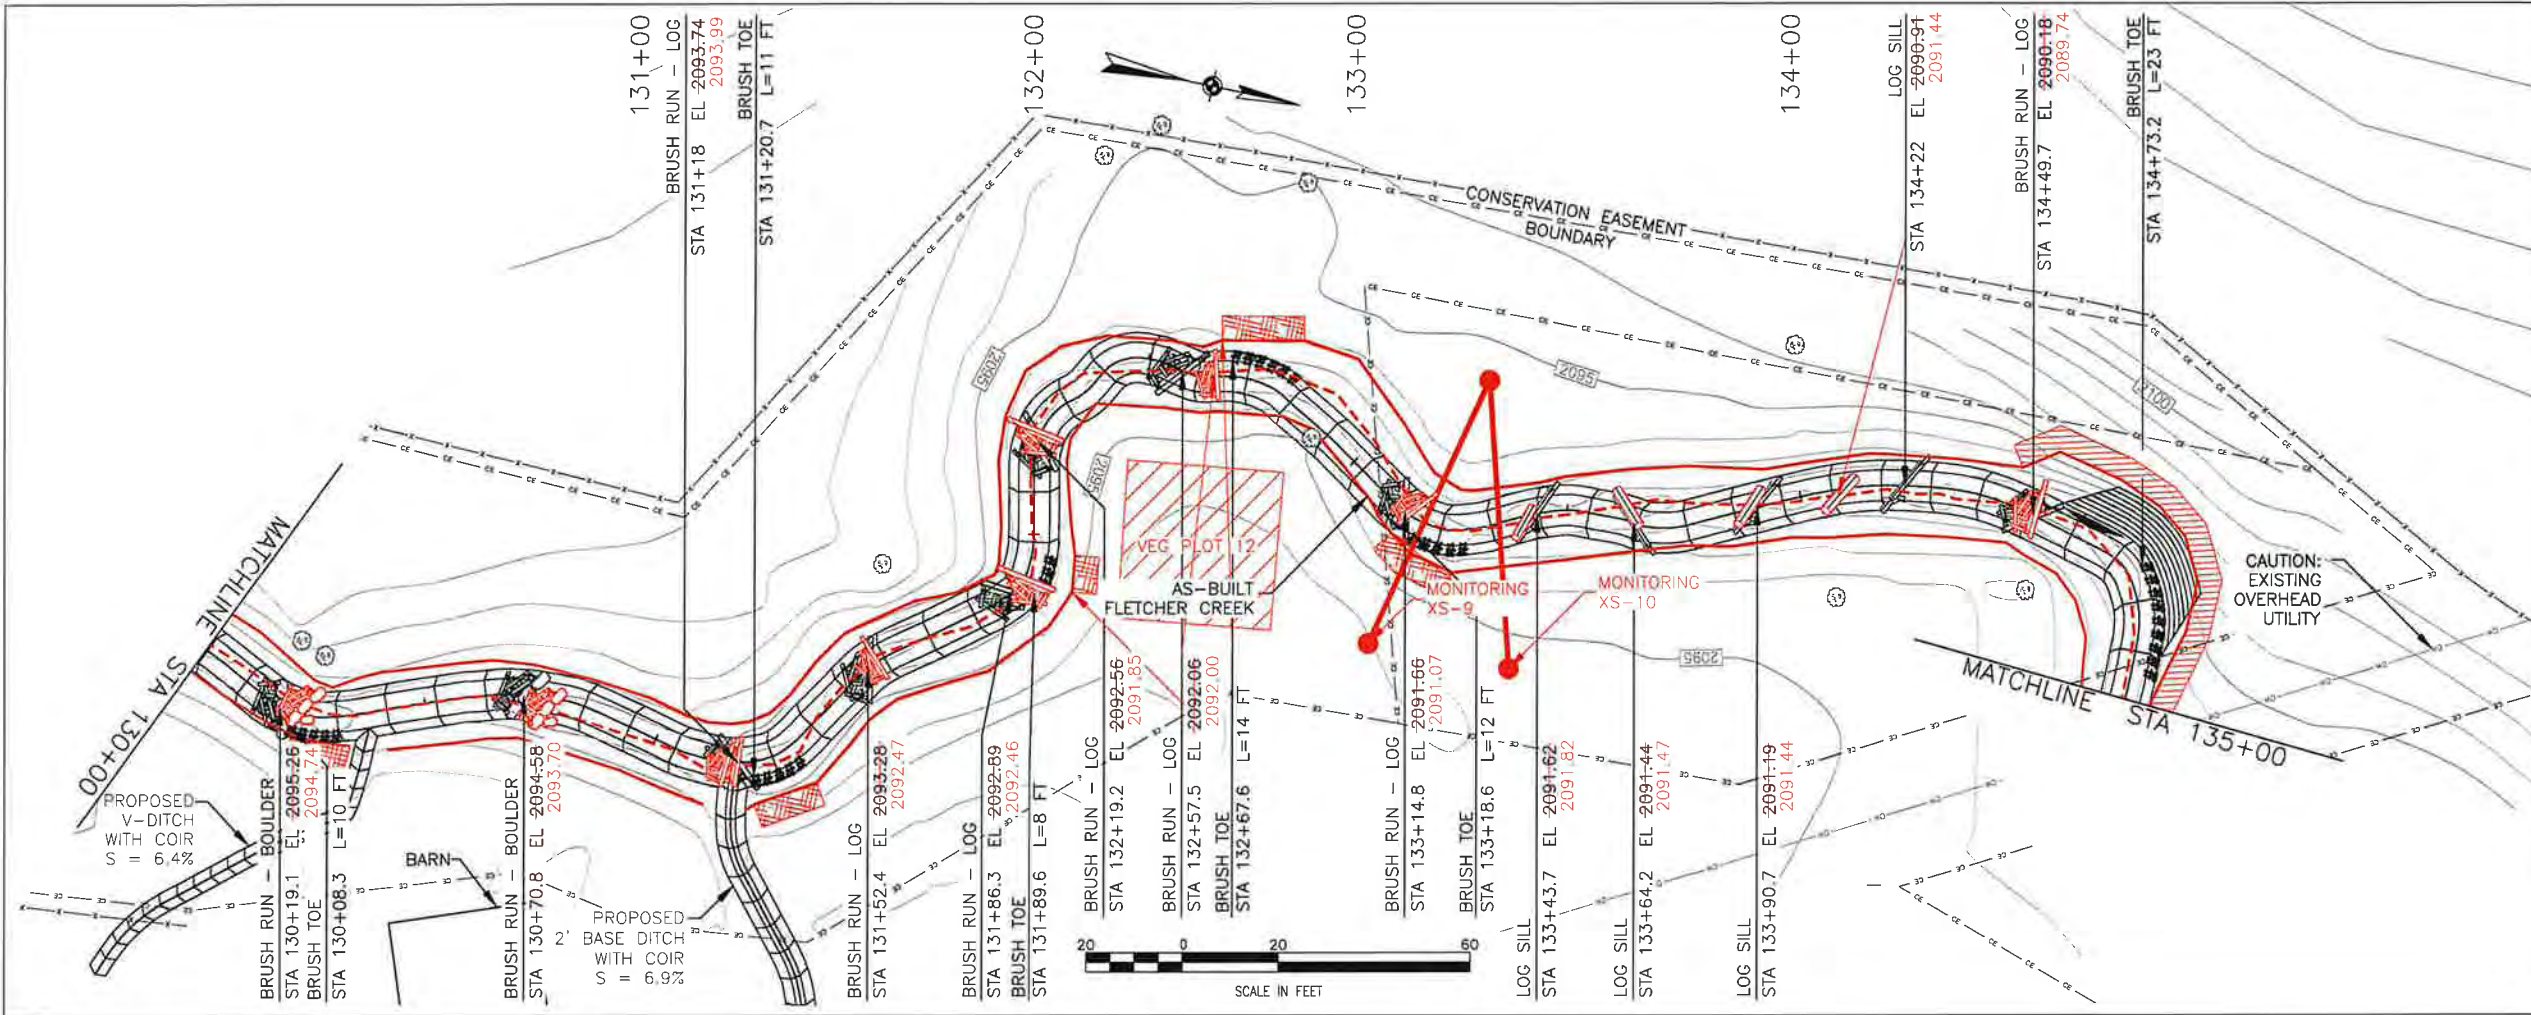 131+00
BRUSH RUN - LOG
STA 131+18 EL 2093.74
2093.99
BRUSH TOE
STA 131+20.7 L=11 FT
132+00
133+00
134+00
LOG SILL
STA 134+22 EL 2090.91
2091.44
BRUSH RUN - LOG
STA 134+49.7 EL 2090.18
2089.74
BRUSH TOE
STA 134+73.2 L=23 FT
CONSERVATION EASEMENT
BOUNDARY
2095
2095
2100
2095
VEG PLOT 12
AS-BUILT
FLETCHER CREEK
MONITORING
XS-9
MONITORING
XS-10
2095
CAUTION:
EXISTING
OVERHEAD
UTILITY
MATCHLINE STA 130+00
MATCHLINE STA 135+00
PROPOSED
V-DITCH
WITH COIR
S = 6.4%
BRUSH RUN - BOULDER
STA 130+19.1 EL 2095.26
2094.74
BRUSH TOE
STA 130+08.3 L=10 FT
BARN
BRUSH RUN - BOULDER
STA 130+70.8 EL 2094.58
2093.70
PROPOSED
2' BASE DITCH
WITH COIR
S = 6.9%
BRUSH RUN - LOG
STA 131+52.4 EL 2093.28
2092.47
BRUSH RUN - LOG
STA 131+86.3 EL 2092.89
2092.46
BRUSH TOE
STA 131+89.6 L=8 FT
BRUSH RUN - LOG
STA 132+19.2 EL 2092.56
2091.85
BRUSH RUN - LOG
STA 132+57.5 EL 2092.06
2092.00
BRUSH TOE
STA 132+67.6 L=14 FT
BRUSH RUN - LOG
STA 133+14.8 EL 2091.66
2091.07
BRUSH TOE
STA 133+18.6 L=12 FT
LOG SILL
STA 133+43.7 EL 2091.62
2091.82
LOG SILL
STA 133+64.2 EL 2091.44
2091.47
LOG SILL
STA 133+90.7 EL 2091.19
2091.44
20 0 20 60
SCALE IN FEET